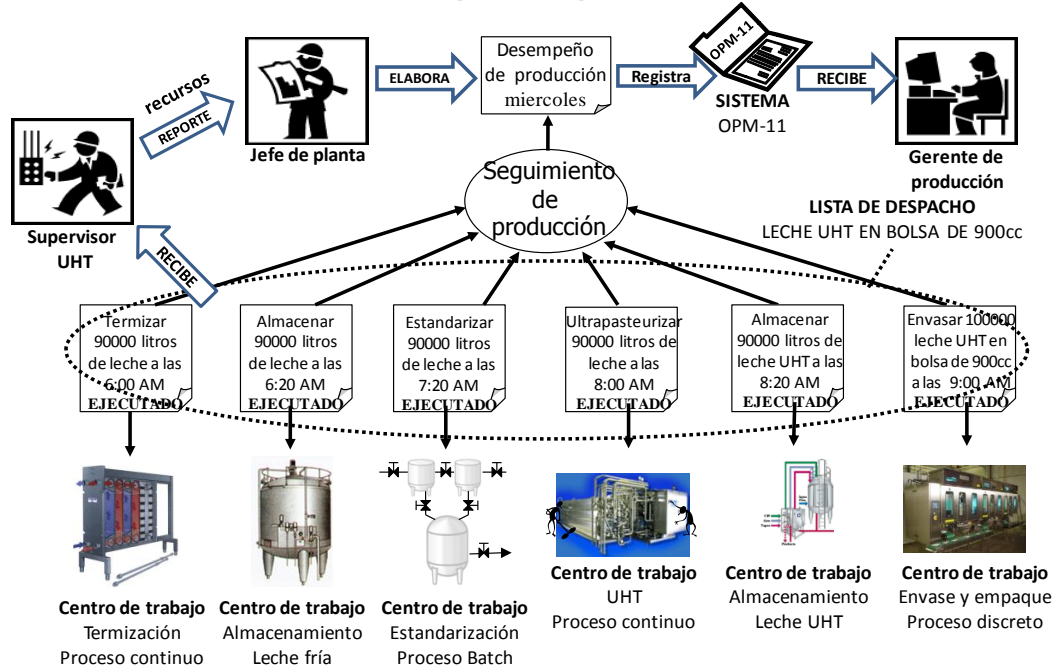 recursos
REPORTE
Jefe de planta
ELABORA
Desempeño
de producción
miercoles
Registra
OPM-11
SISTEMA
OPM-11
RECIBE
Gerente de
producción
Supervisor
UHT
RECIBE
Seguimiento
de
producción
LISTA DE DESPACHO
LECHE UHT EN BOLSA DE 900cc
Termizar
90000 litros
de leche a las
6:00 AM
EJECUTADO
Almacenar
90000 litros
de leche a las
6:20 AM
EJECUTADO
Estandarizar
90000 litros
de leche a las
7:20 AM
EJECUTADO
Ultrapasteurizar
90000 litros de
leche a las
8:00 AM
EJECUTADO
Almacenar
90000 litros de
leche UHT a las
8:20 AM
EJECUTADO
Envasar 100000
leche UHT en
bolsa de 900cc
a las 9:00 AM
EJECUTADO
Centro de trabajo
Termización
Proceso continuo
Centro de trabajo
Almacenamiento
Leche fría
Centro de trabajo
Estandarización
Proceso Batch
Centro de trabajo
UHT
Proceso continuo
Centro de trabajo
Almacenamiento
Leche UHT
Centro de trabajo
Envase y empaque
Proceso discreto